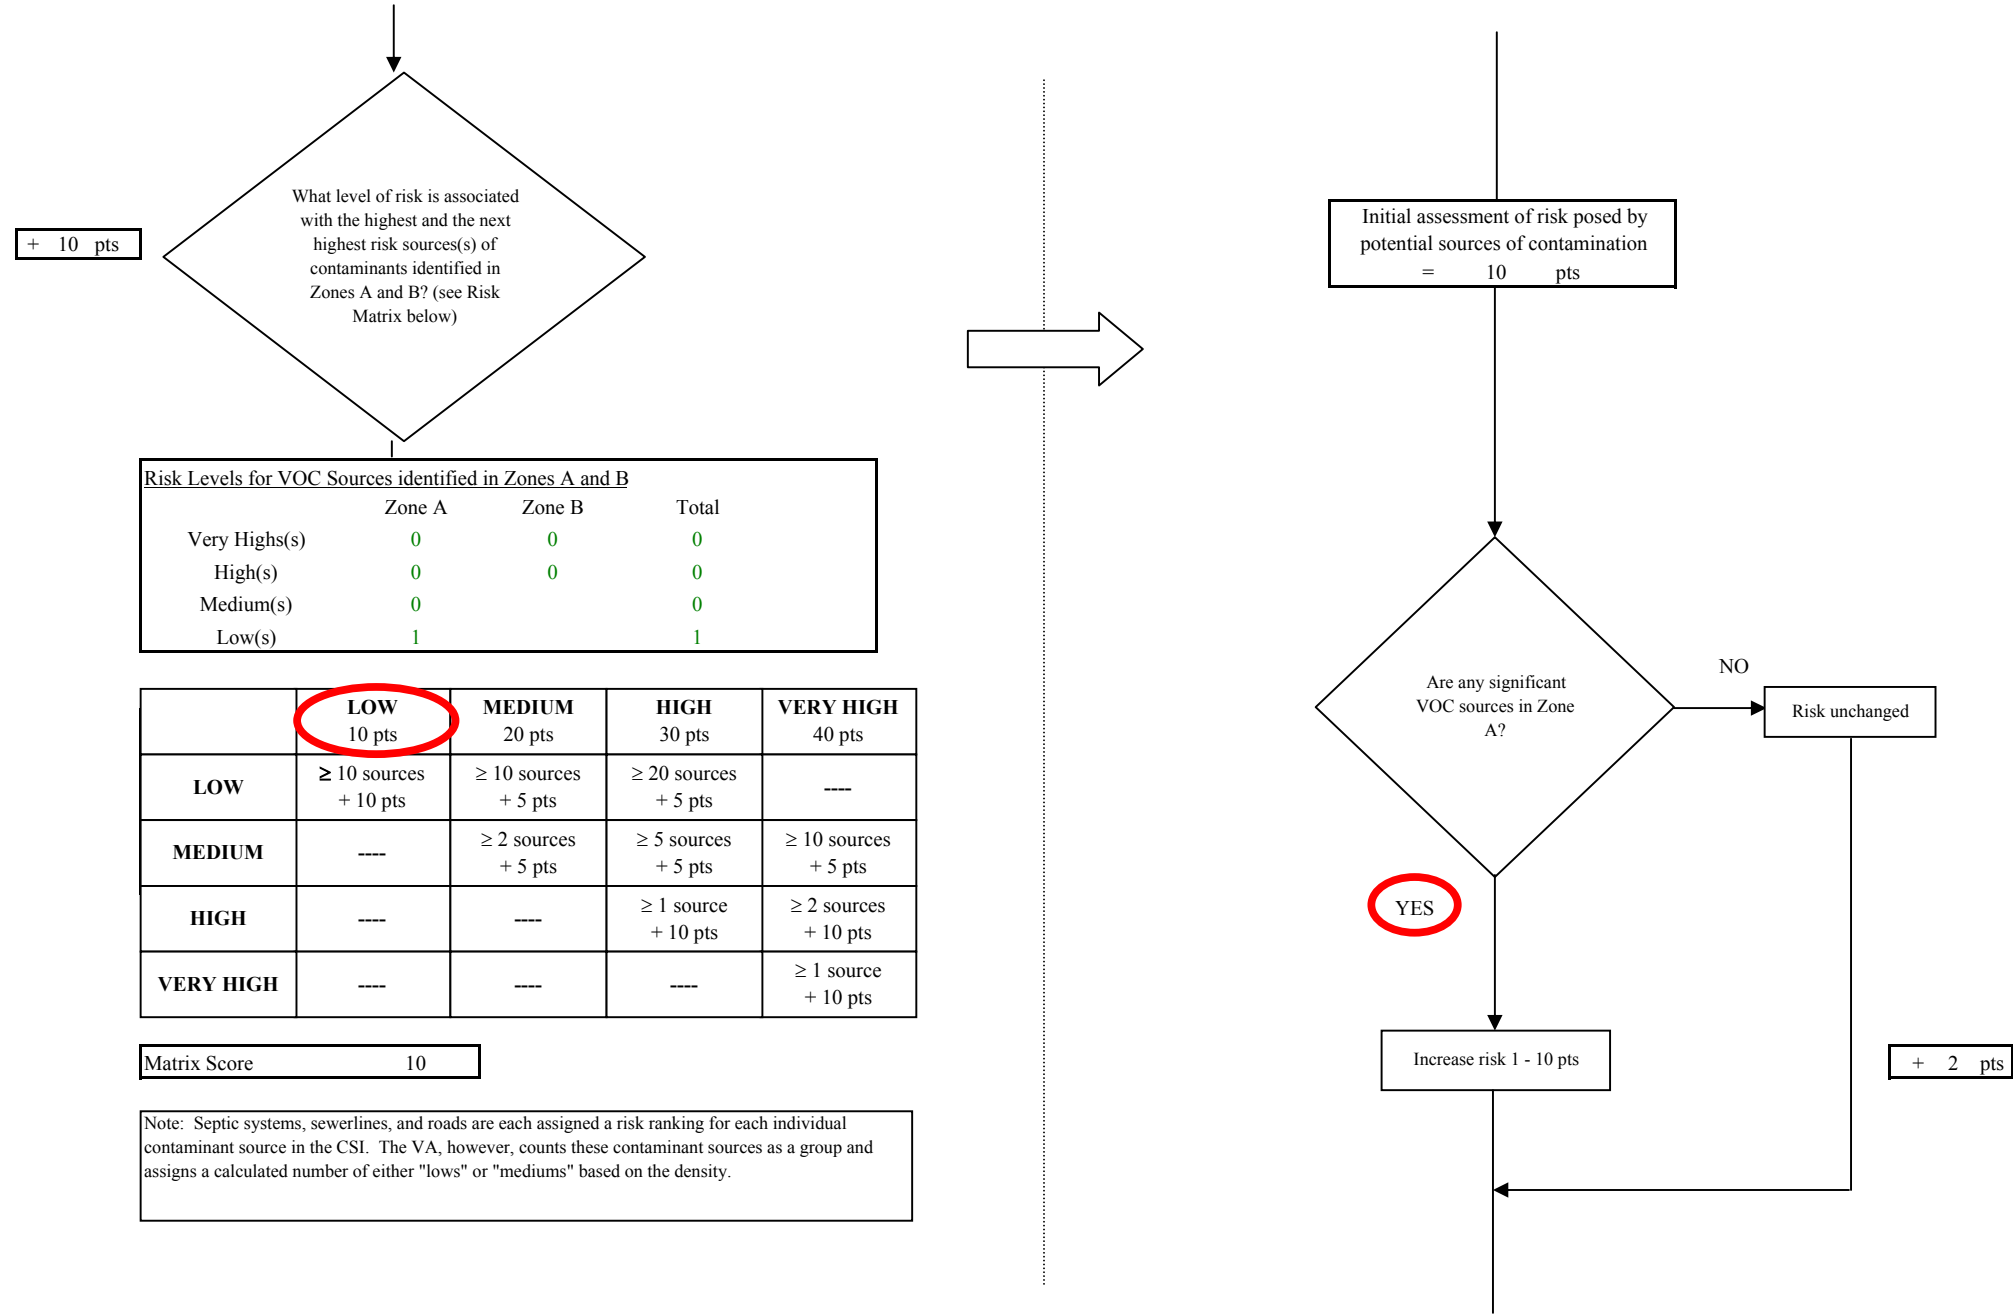 What level of risk is associated
with the highest and the next
highest risk sources(s) of
contaminants identified in
Zones A and B? (see Risk
Matrix below)
+ 10 pts
Risk Levels for VOC Sources identified in Zones A and B
Zone A Zone B Total
Very Highs(s) 0 0 0
High(s) 0 0 0
Medium(s) 0 0
Low(s) 1 1
LOW MEDIUM HIGH VERY HIGH
10 pts 20 pts 30 pts 40 pts
LOW ≥ 10 sources ≥ 10 sources ≥ 20 sources ----
+ 10 pts + 5 pts + 5 pts
MEDIUM ---- ≥ 2 sources ≥ 5 sources ≥ 10 sources
+ 5 pts + 5 pts + 5 pts
HIGH ---- ---- ≥ 1 source ≥ 2 sources
+ 10 pts + 10 pts
VERY HIGH ---- ---- ---- ≥ 1 source
+ 10 pts
Matrix Score 10
Note: Septic systems, sewerlines, and roads are each assigned a risk ranking for each individual
contaminant source in the CSI. The VA, however, counts these contaminant sources as a group and
assigns a calculated number of either "lows" or "mediums" based on the density.
Initial assessment of risk posed by
potential sources of contamination
= 10 pts
Are any significant
VOC sources in Zone
A?
NO
Risk unchanged
YES
Increase risk 1 - 10 pts
+ 2 pts